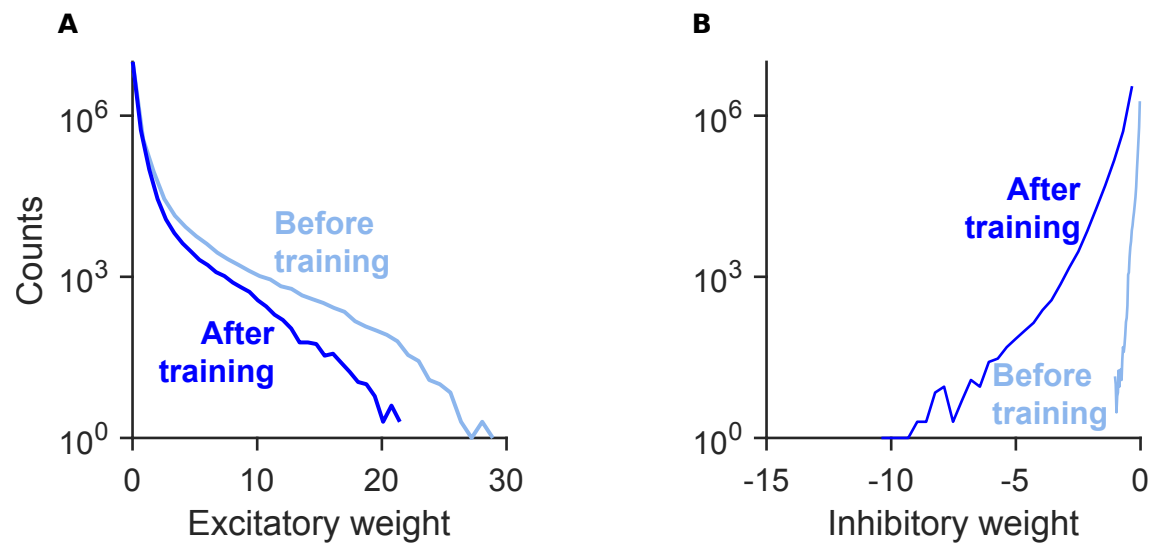 A
Counts
10^6
10^3
10^0
Before
training
After
training
0
10
20
30
Excitatory weight
B
10^6
10^3
10^0
After
training
Before
training
-15
-10
-5
0
Inhibitory weight